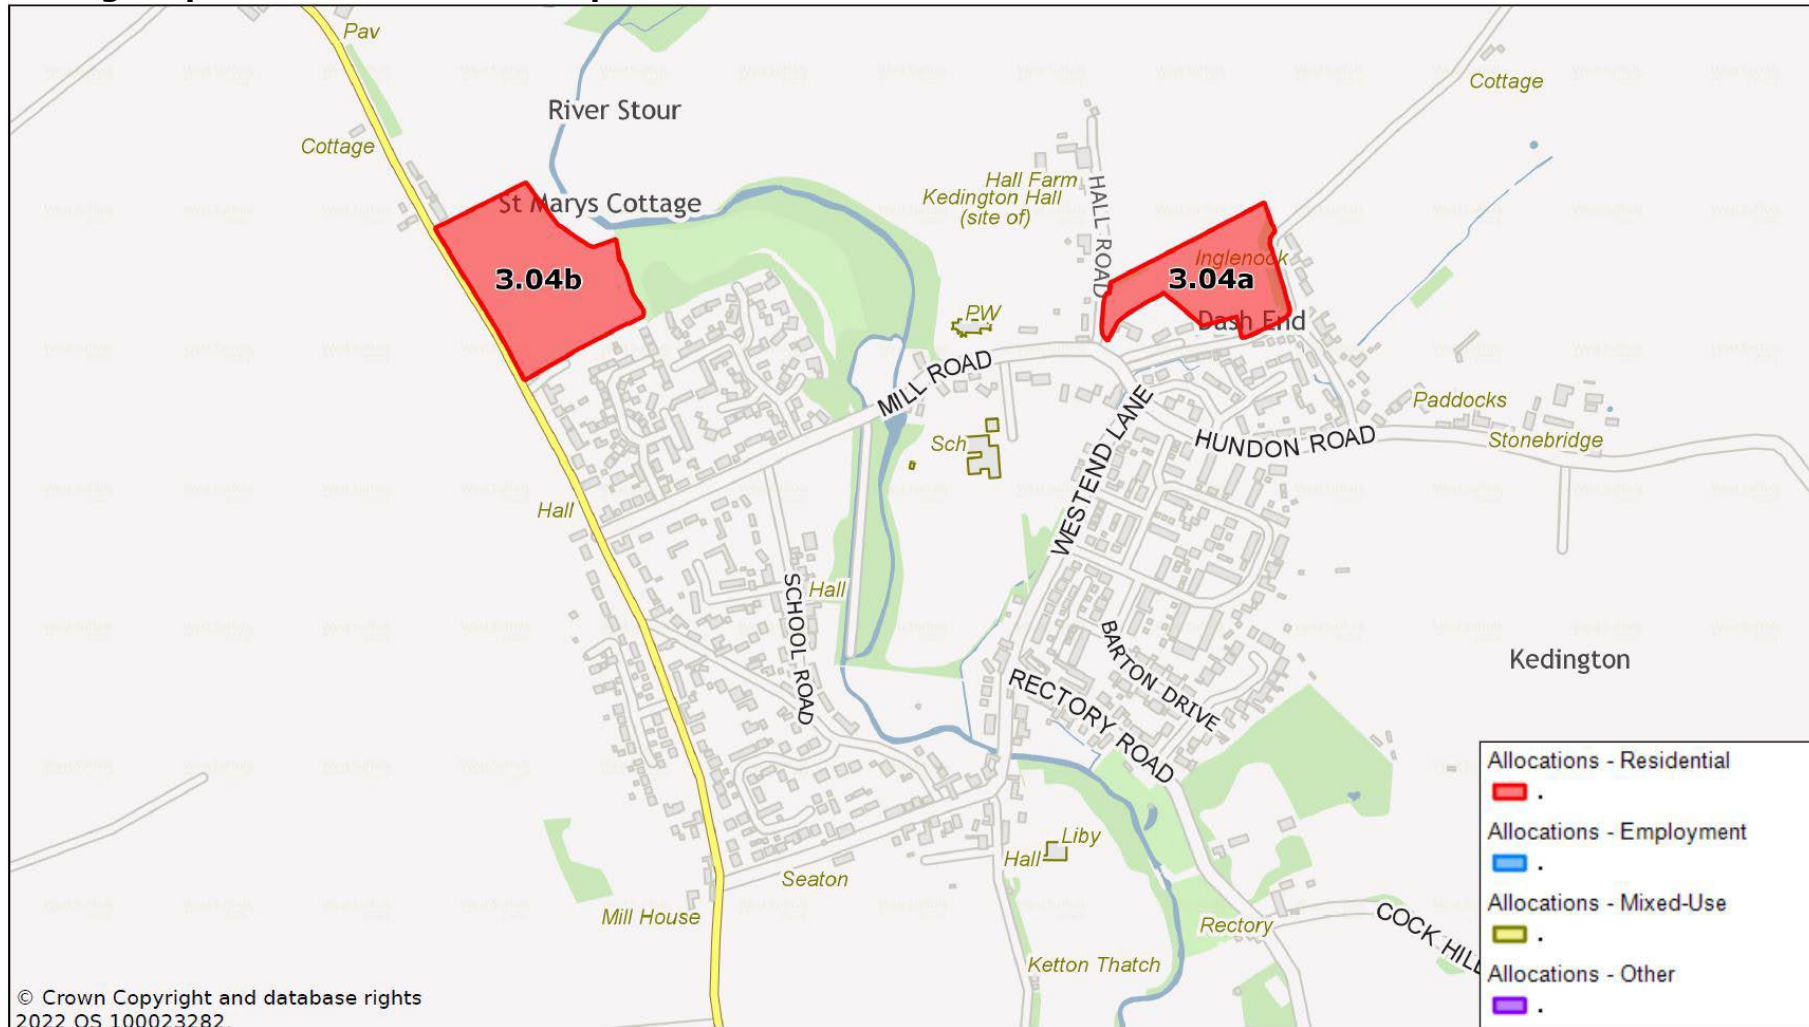 Pav
River Stour
Cottage
Cottage
St Marys Cottage
Hall Farm
Kedington Hall
(site of)
HALL ROAD
Inglenook
3.04b
3.04a
Dash End
PW
MILL ROAD
Paddocks
Sch
WESTEND LANE
HUNDON ROAD
Stonebridge
Hall
SCHOOL ROAD
Hall
BARTON DRIVE
Kedington
RECTORY ROAD
Liby
Hall
Seaton
Mill House
Rectory
COCK HILL
Ketton Thatch
Allocations - Residential
.
Allocations - Employment
.
Allocations - Mixed-Use
.
Allocations - Other
.
© Crown Copyright and database rights
2022 OS 100023282.